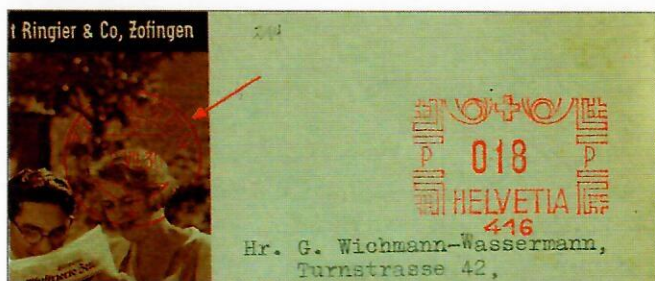 t Ringier & Co, Zofingen
P 018 P
HELVETIA
416
Hr. G. Wichmann-Wassermann,
Turnstrasse 42,